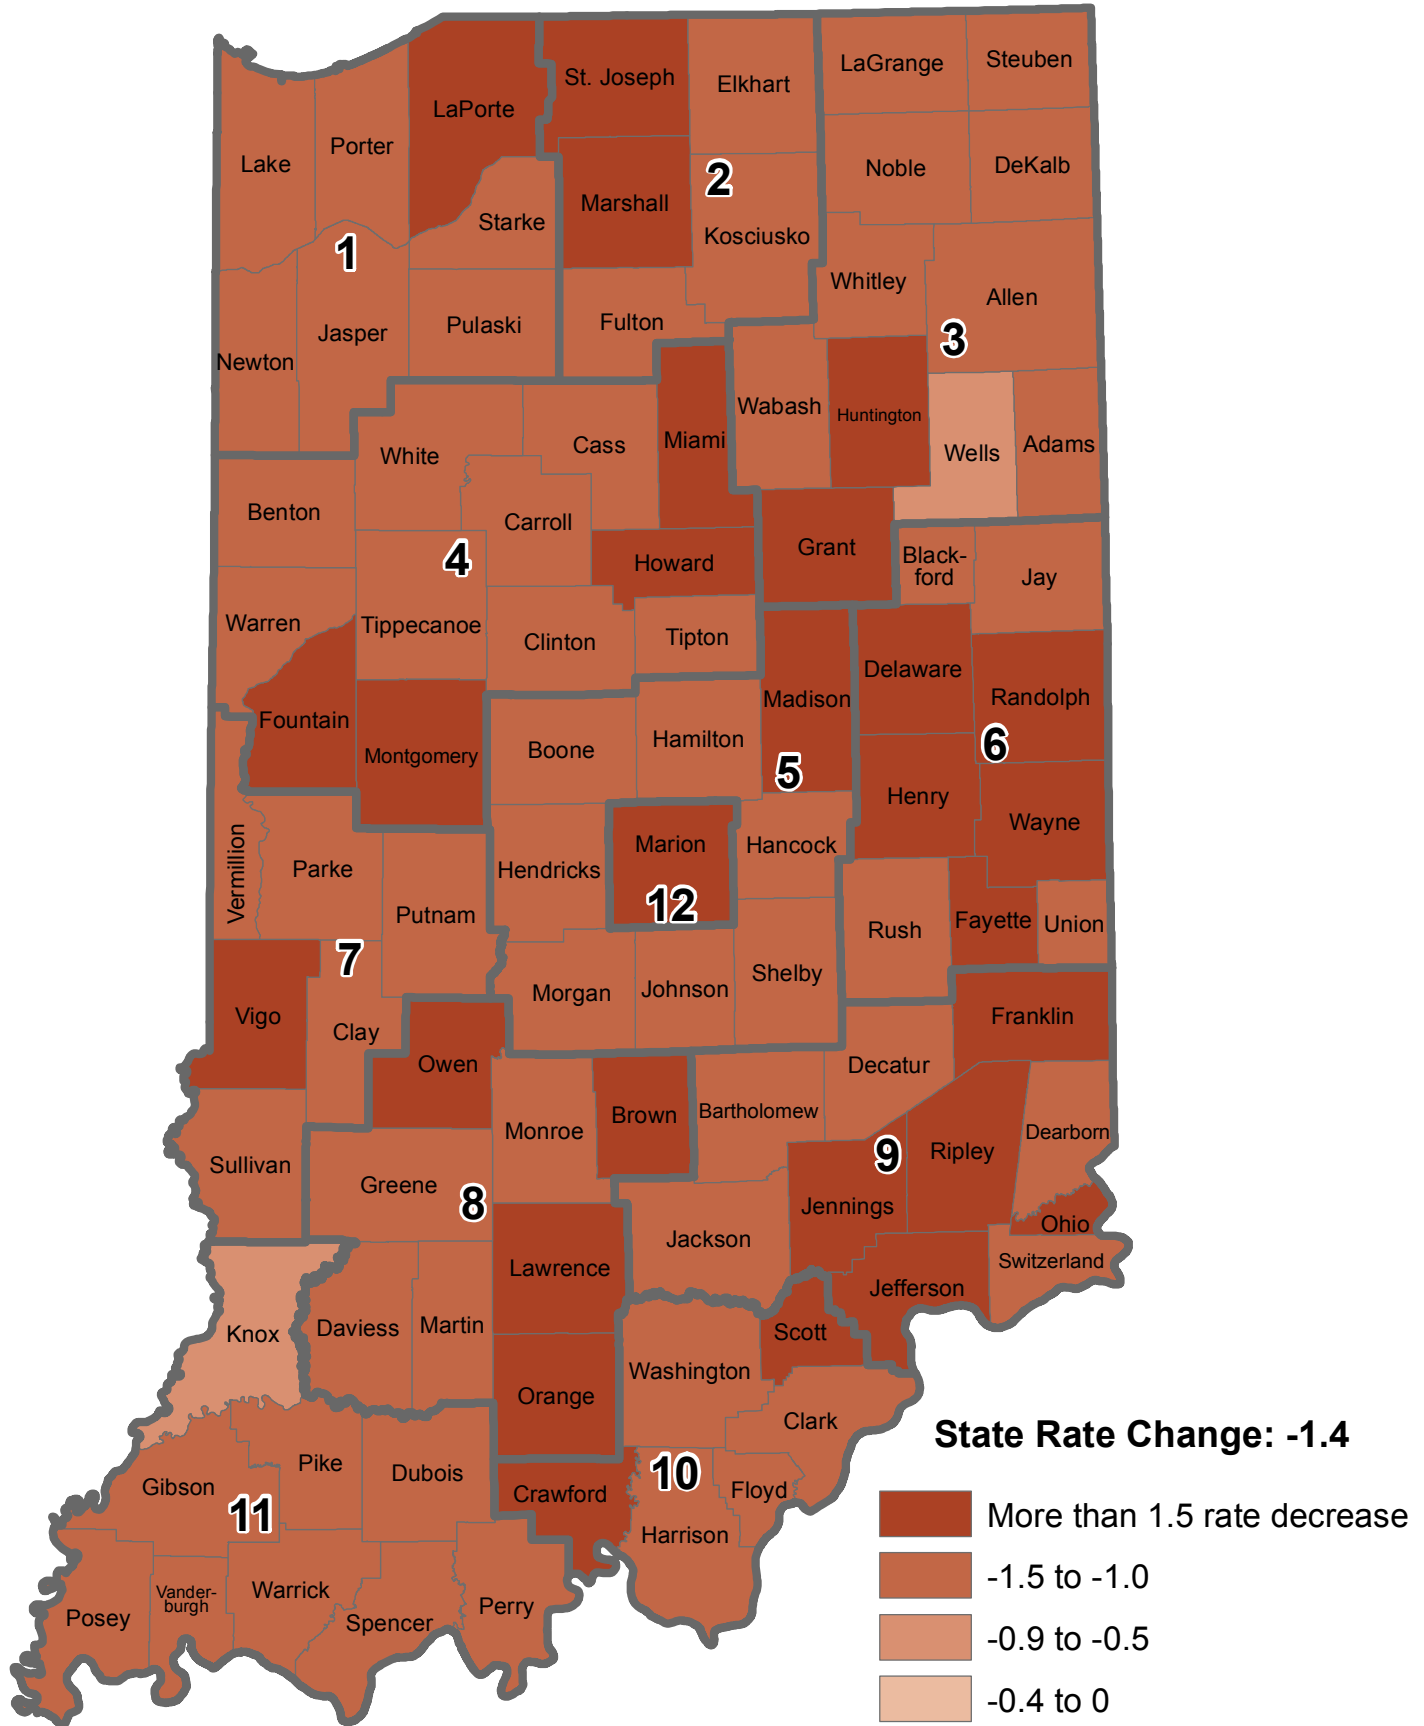 LaPorte
St. Joseph
Elkhart
LaGrange
Steuben
Lake
Porter
Starke
Marshall
2
Kosciusko
Noble
DeKalb
1
Newton
Jasper
Pulaski
Fulton
Whitley
Allen
3
White
Cass
Miami
Wabash
Huntington
Wells
Adams
Benton
Carroll
4
Howard
Grant
Black-
ford
Jay
Warren
Tippecanoe
Clinton
Tipton
Madison
Delaware
Randolph
Fountain
Montgomery
Boone
Hamilton
5
6
Henry
Wayne
Vermillion
Parke
Putnam
Hendricks
Marion
12
Hancock
Rush
Fayette
Union
7
Vigo
Clay
Morgan
Johnson
Shelby
Franklin
Owen
Decatur
Sullivan
Greene
8
Monroe
Brown
Bartholomew
9
Jennings
Ripley
Dearborn
Ohio
Switzerland
Jackson
Lawrence
Jefferson
Knox
Daviess
Martin
Orange
Washington
Scott
Clark
Gibson
Pike
Dubois
Crawford
10
Floyd
Harrison
11
Posey
Vander-
burgh
Warrick
Spencer
Perry
State Rate Change: -1.4
More than 1.5 rate decrease
-1.5 to -1.0
-0.9 to -0.5
-0.4 to 0